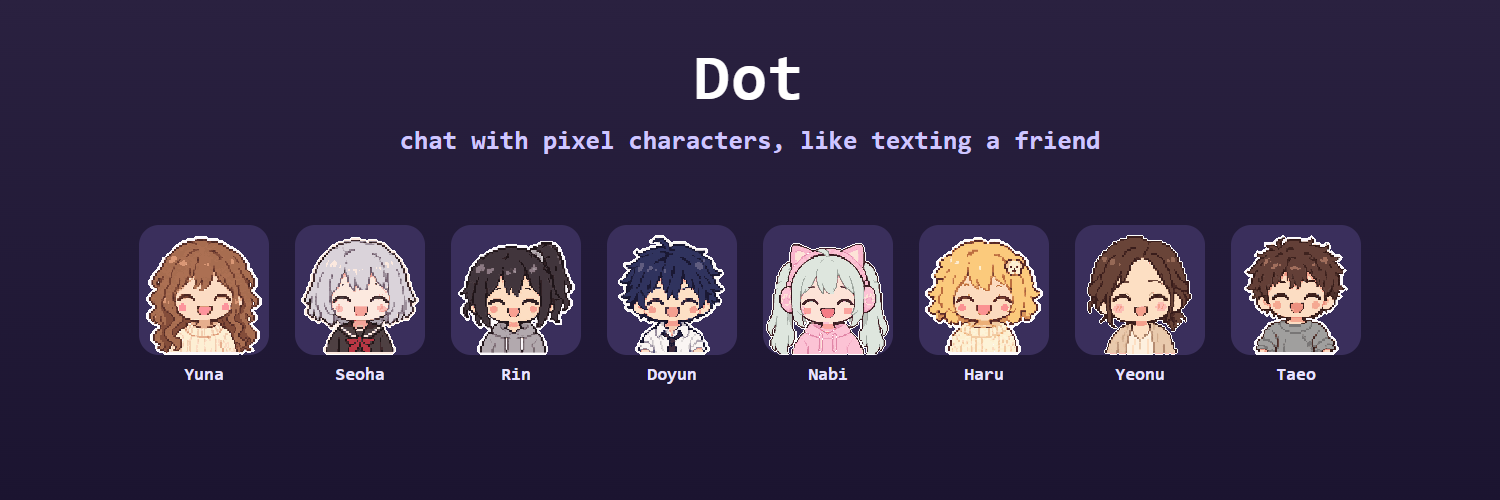 Dot
chat with pixel characters, like texting a friend
Yuna Seoha Rin Doyun Nabi Haru Yeonu Taeo